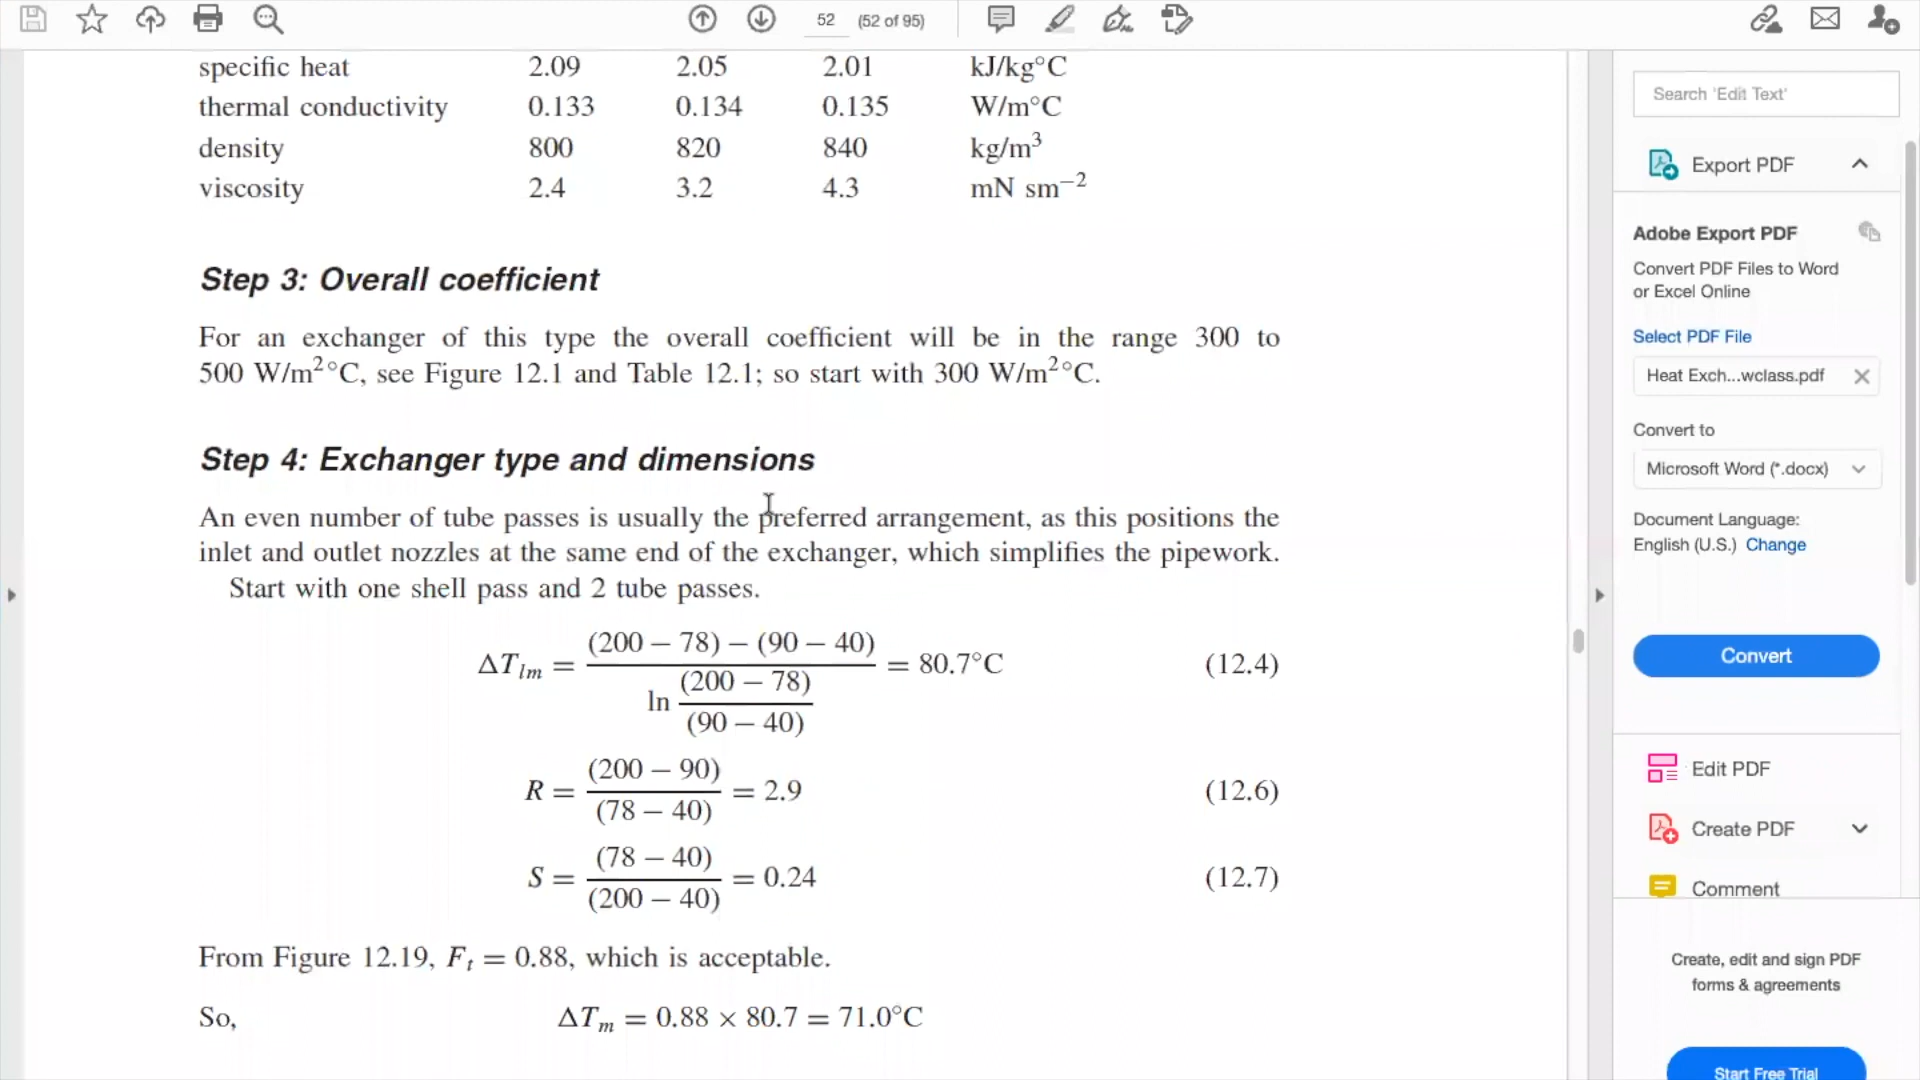 52 (52 of 95)
specific heat 2.09 2.05 2.01 kJ/kg°C
thermal conductivity 0.133 0.134 0.135 W/m°C
density 800 820 840 kg/m³
viscosity 2.4 3.2 4.3 mN sm⁻²
Step 3: Overall coefficient
For an exchanger of this type the overall coefficient will be in the range 300 to
500 W/m²°C, see Figure 12.1 and Table 12.1; so start with 300 W/m²°C.
Step 4: Exchanger type and dimensions
An even number of tube passes is usually the preferred arrangement, as this positions the
inlet and outlet nozzles at the same end of the exchanger, which simplifies the pipework.
Start with one shell pass and 2 tube passes.
ΔTlm = (200 − 78) − (90 − 40) / ln (200 − 78) / (90 − 40) = 80.7°C (12.4)
R = (200 − 90) / (78 − 40) = 2.9 (12.6)
S = (78 − 40) / (200 − 40) = 0.24 (12.7)
From Figure 12.19, Ft = 0.88, which is acceptable.
So, ΔTm = 0.88 × 80.7 = 71.0°C
Search 'Edit Text'
Export PDF
Adobe Export PDF
Convert PDF Files to Word
or Excel Online
Select PDF File
Heat Exch...wclass.pdf
Convert to
Microsoft Word (*.docx)
Document Language:
English (U.S.) Change
Convert
Edit PDF
Create PDF
Comment
Create, edit and sign PDF
forms & agreements
Start Free Trial